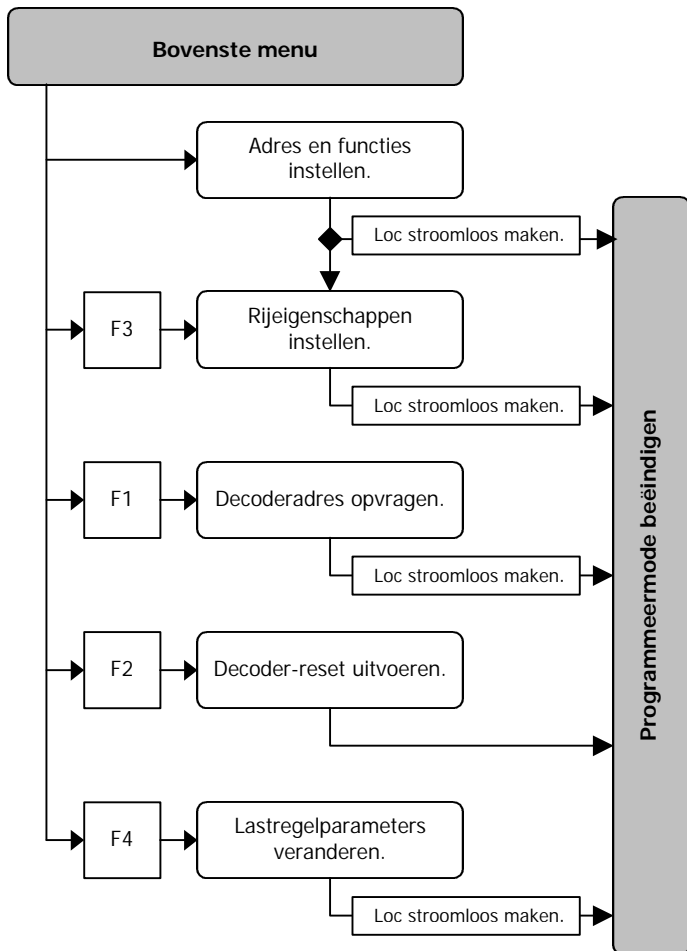 Bovenste menu
Adres en functies
instellen.
Loc stroomloos maken.
F3
Rijeigenschappen
instellen.
Loc stroomloos maken.
F1
Decoderadres opvragen.
Loc stroomloos maken.
F2
Decoder-reset uitvoeren.
F4
Lastregelparameters
veranderen.
Loc stroomloos maken.
Programmeermode beëindigen